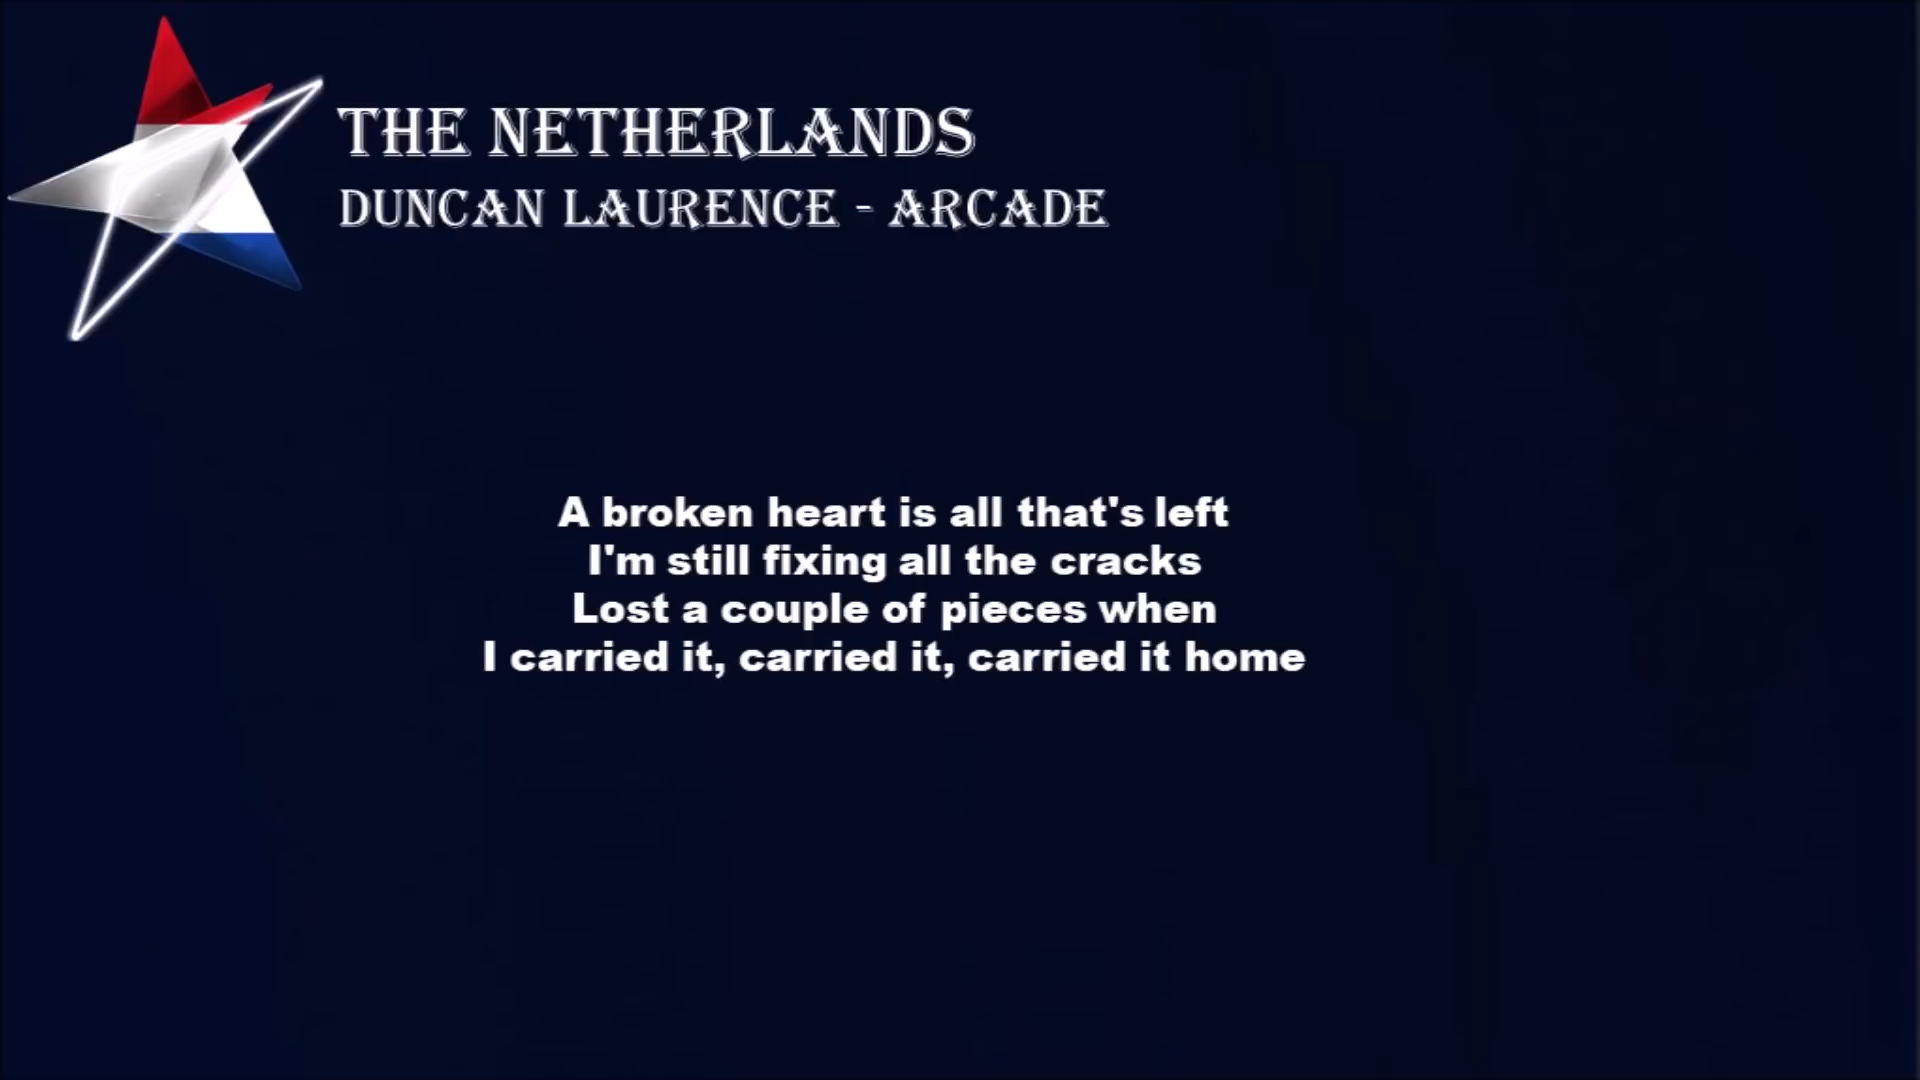 THE NETHERLANDS
DUNCAN LAURENCE - ARCADE
A broken heart is all that's left
I'm still fixing all the cracks
Lost a couple of pieces when
I carried it, carried it, carried it home